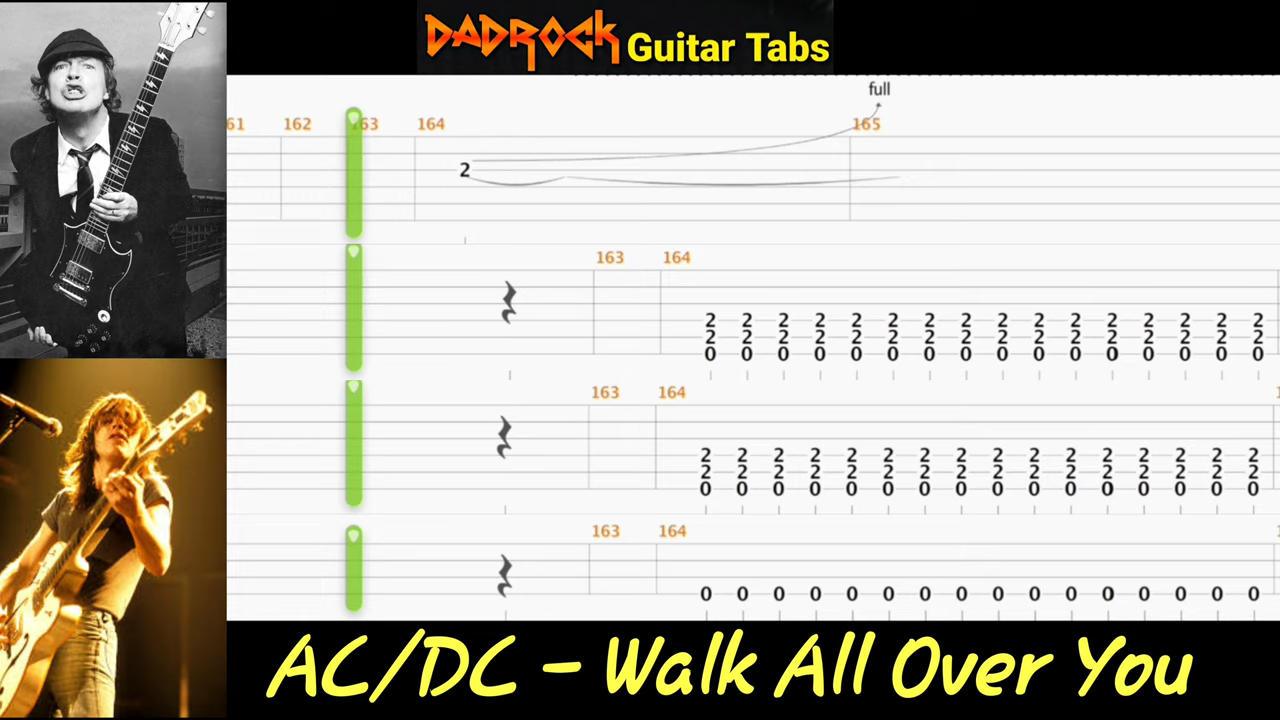 DADROCK Guitar Tabs
full
61 162 163 164 165
2
163 164
2 2 2 2 2 2 2 2 2 2 2 2 2 2 2 2
2 2 2 2 2 2 2 2 2 2 2 2 2 2 2 2
0 0 0 0 0 0 0 0 0 0 0 0 0 0 0 0
163 164 1
2 2 2 2 2 2 2 2 2 2 2 2 2 2 2 2
2 2 2 2 2 2 2 2 2 2 2 2 2 2 2 2
0 0 0 0 0 0 0 0 0 0 0 0 0 0 0 0
163 164 1
0 0 0 0 0 0 0 0 0 0 0 0 0 0 0 0
AC/DC - Walk All Over You